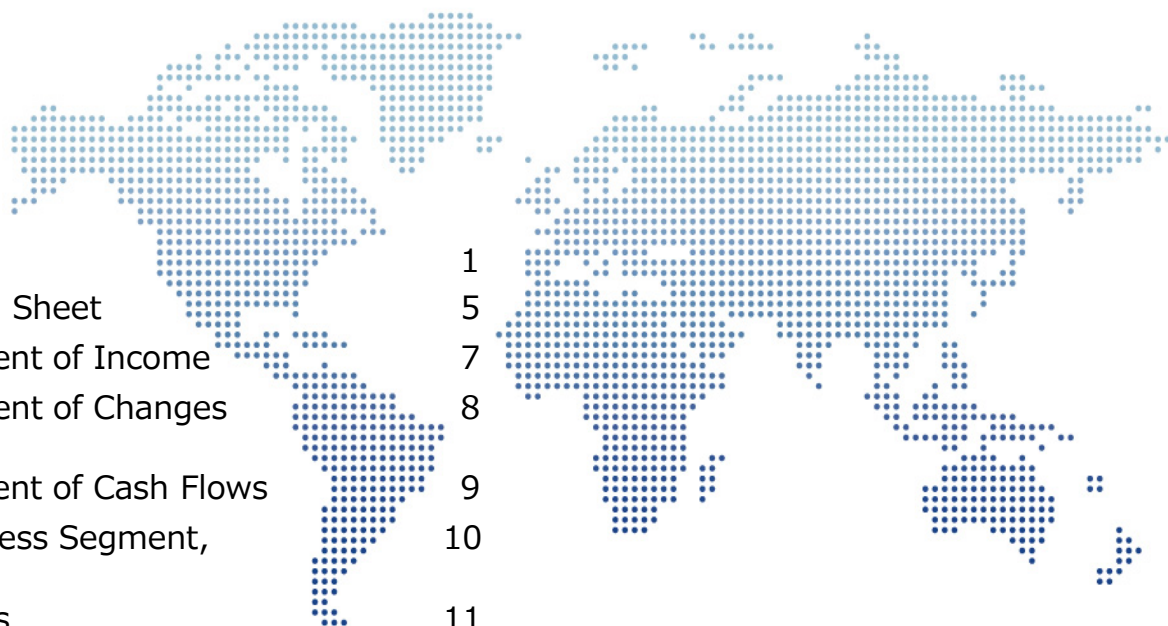 1
Sheet 5
ent of Income 7
ent of Changes 8
ent of Cash Flows 9
ess Segment, 10
s 11